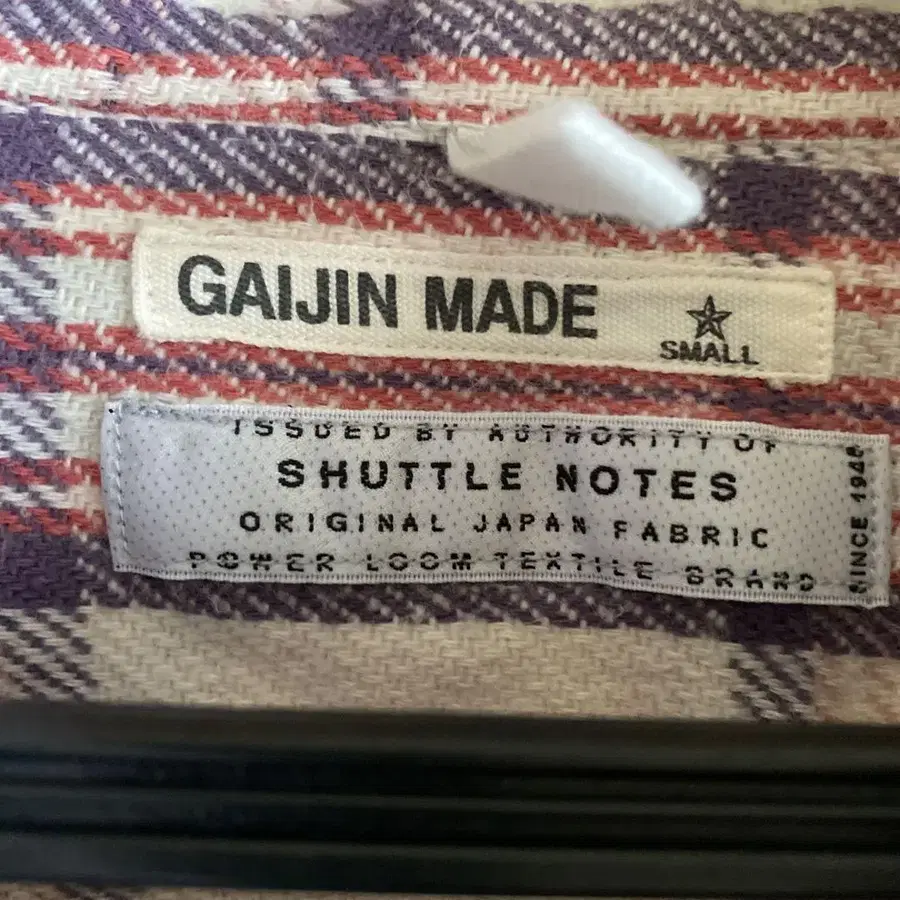 GAIJIN MADE
SMALL
ISSUED BY AUTHORITY OF
SHUTTLE NOTES
ORIGINAL JAPAN FABRIC
POWER LOOM TEXTILE BRAND
SINCE 1948